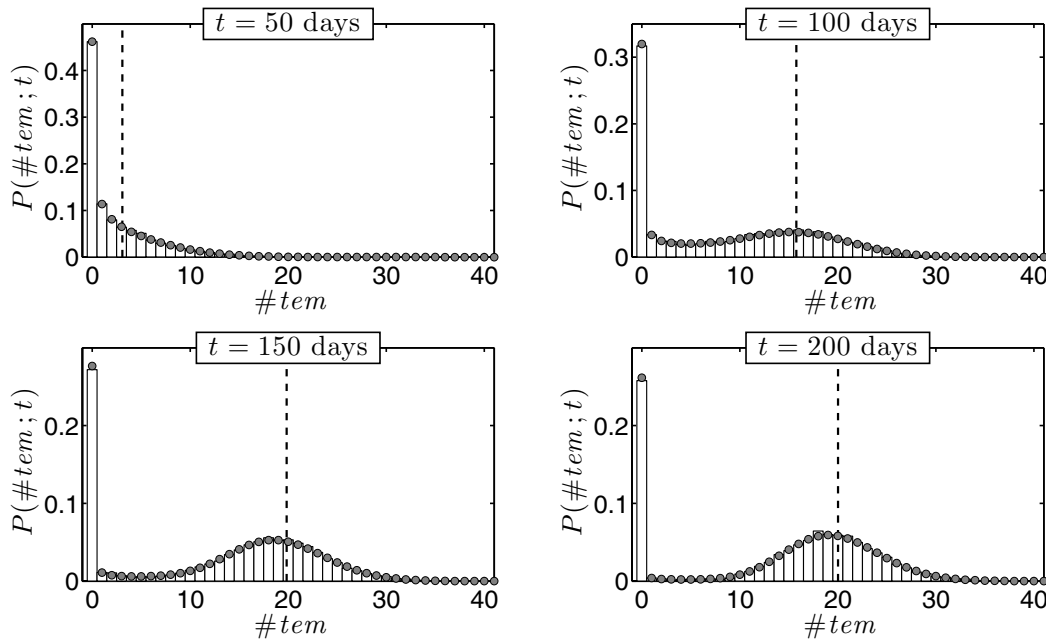 t = 50 days
P(#tem; t)
0.4
0.3
0.2
0.1
0
0 10 20 30 40
#tem
t = 100 days
P(#tem; t)
0.3
0.2
0.1
0
0 10 20 30 40
#tem
t = 150 days
P(#tem; t)
0.2
0.1
0
0 10 20 30 40
#tem
t = 200 days
P(#tem; t)
0.2
0.1
0
0 10 20 30 40
#tem